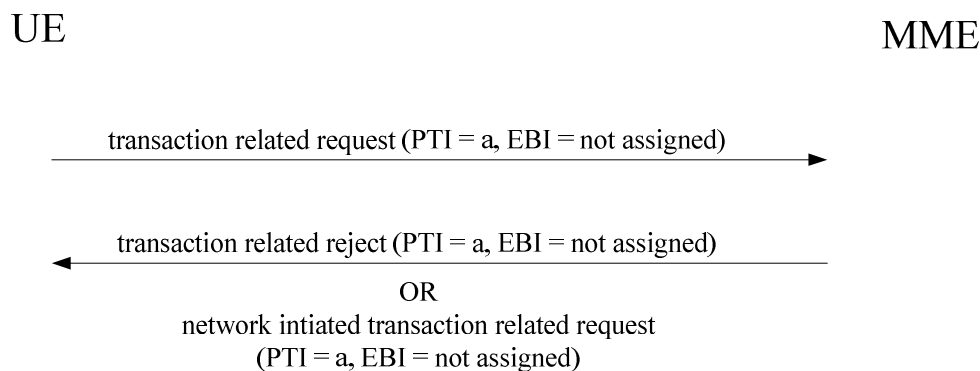 UE
MME
transaction related request (PTI = a, EBI = not assigned)
transaction related reject (PTI = a, EBI = not assigned)
OR
network intiated transaction related request
(PTI = a, EBI = not assigned)